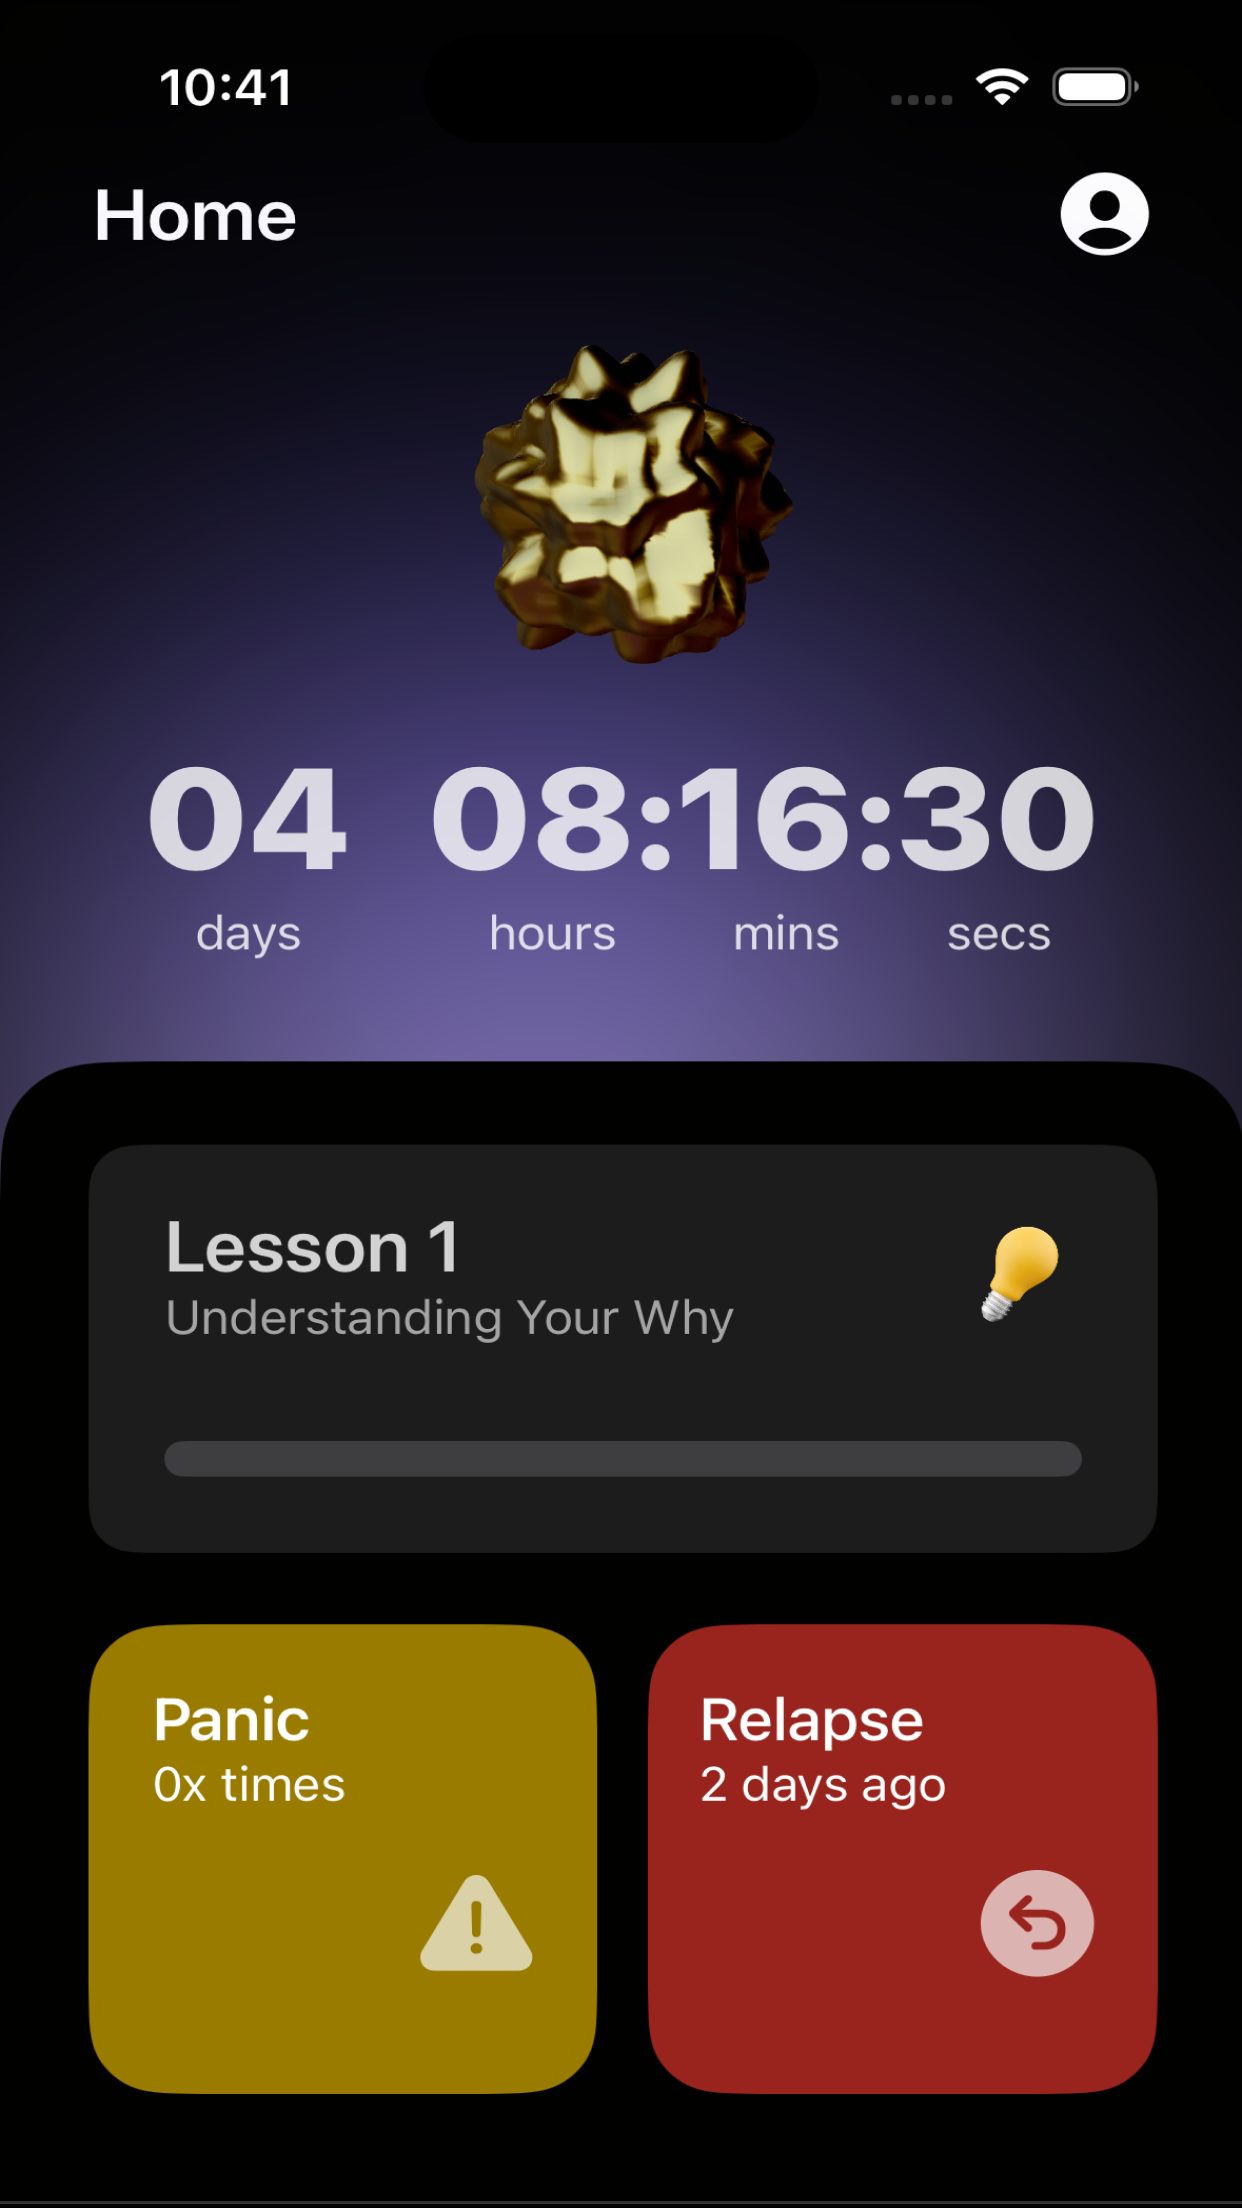 10:41
Home
04 08:16:30
days hours mins secs
Lesson 1
Understanding Your Why
Panic
0x times
Relapse
2 days ago